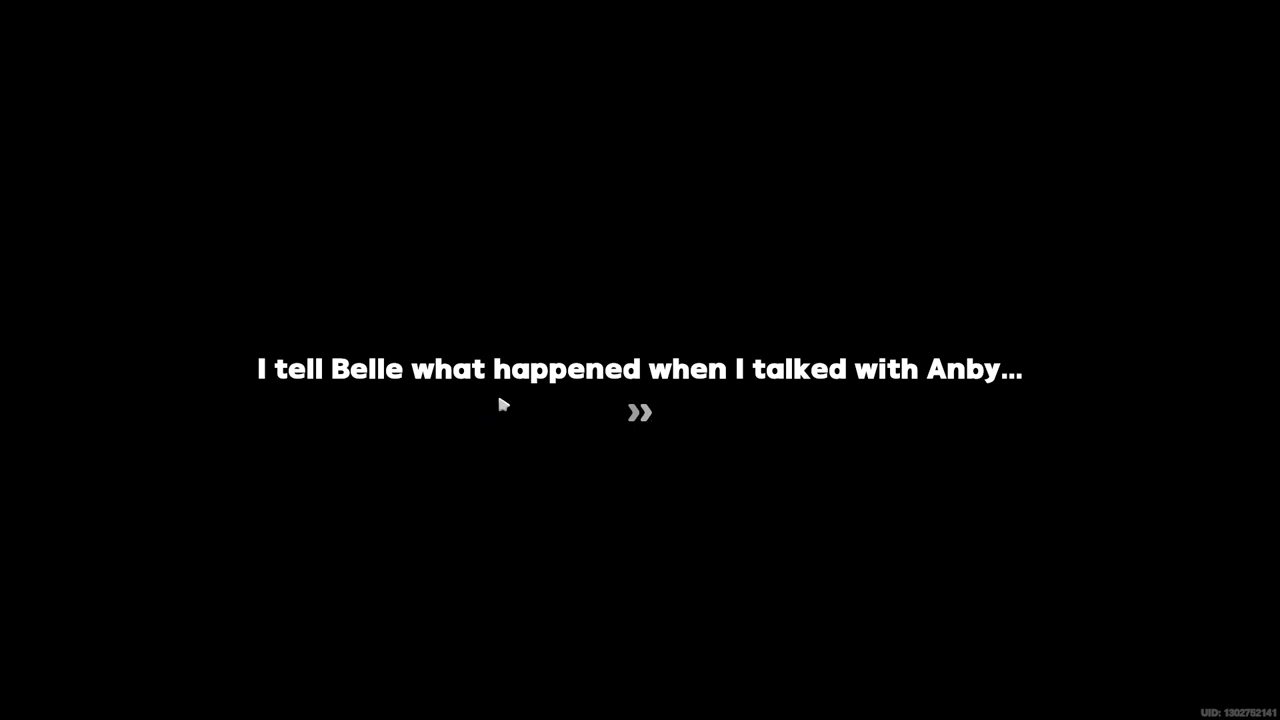 I tell Belle what happened when I talked with Anby...
UID: 1302752141